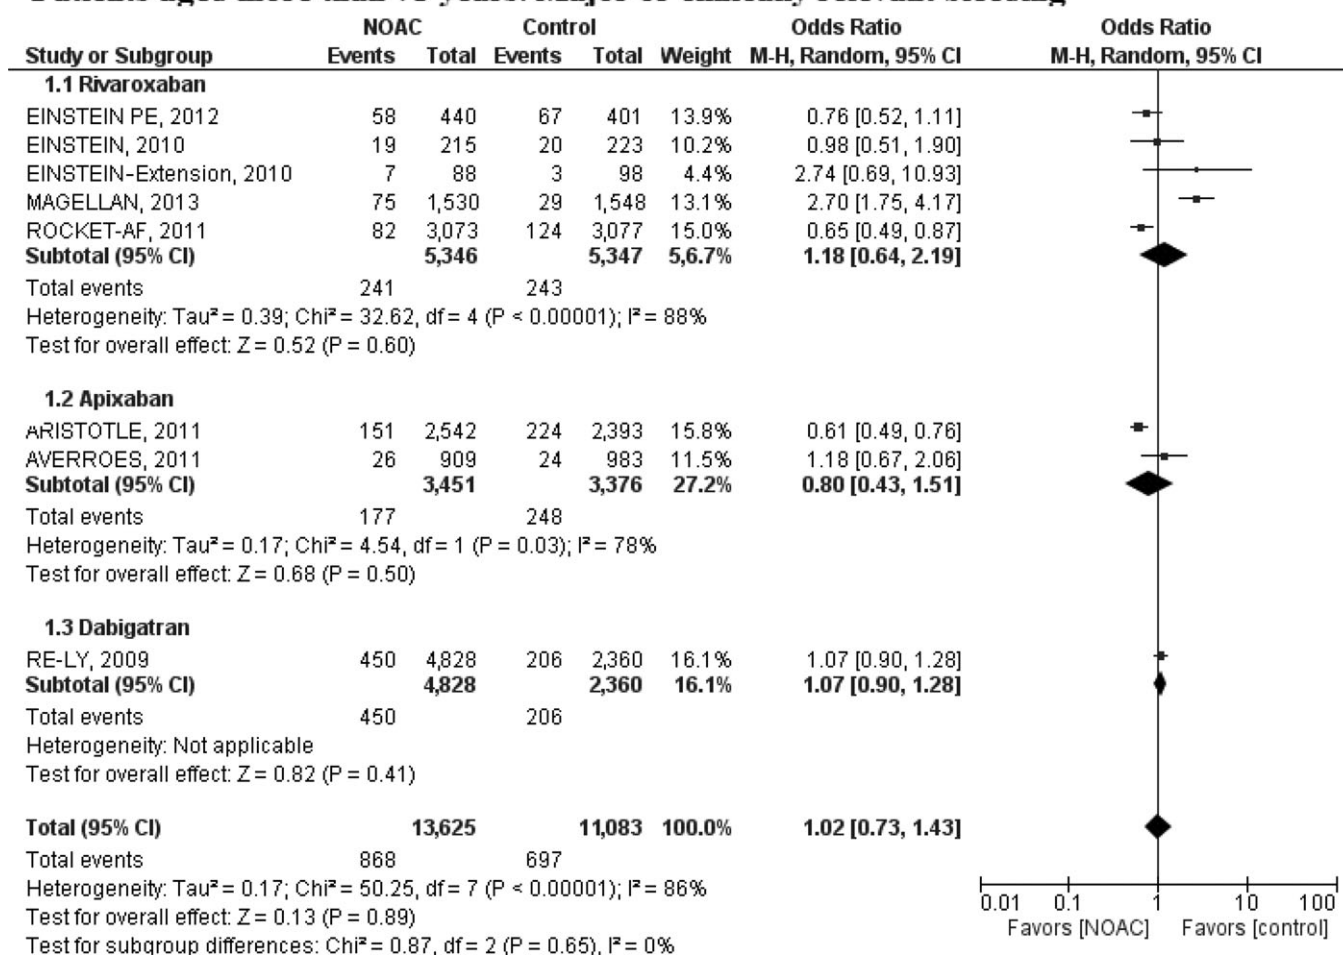 NOAC Control Odds Ratio Odds Ratio
Study or Subgroup Events Total Events Total Weight M-H, Random, 95% CI M-H, Random, 95% CI
1.1 Rivaroxaban
EINSTEIN PE, 2012 58 440 67 401 13.9% 0.76 [0.52, 1.11]
EINSTEIN, 2010 19 215 20 223 10.2% 0.98 [0.51, 1.90]
EINSTEIN-Extension, 2010 7 88 3 98 4.4% 2.74 [0.69, 10.93]
MAGELLAN, 2013 75 1,530 29 1,548 13.1% 2.70 [1.75, 4.17]
ROCKET-AF, 2011 82 3,073 124 3,077 15.0% 0.65 [0.49, 0.87]
Subtotal (95% CI) 5,346 5,347 5,6.7% 1.18 [0.64, 2.19]
Total events 241 243
Heterogeneity: Tau² = 0.39; Chi² = 32.62, df = 4 (P < 0.00001); I² = 88%
Test for overall effect: Z = 0.52 (P = 0.60)
1.2 Apixaban
ARISTOTLE, 2011 151 2,542 224 2,393 15.8% 0.61 [0.49, 0.76]
AVERROES, 2011 26 909 24 983 11.5% 1.18 [0.67, 2.06]
Subtotal (95% CI) 3,451 3,376 27.2% 0.80 [0.43, 1.51]
Total events 177 248
Heterogeneity: Tau² = 0.17; Chi² = 4.54, df = 1 (P = 0.03); I² = 78%
Test for overall effect: Z = 0.68 (P = 0.50)
1.3 Dabigatran
RE-LY, 2009 450 4,828 206 2,360 16.1% 1.07 [0.90, 1.28]
Subtotal (95% CI) 4,828 2,360 16.1% 1.07 [0.90, 1.28]
Total events 450 206
Heterogeneity: Not applicable
Test for overall effect: Z = 0.82 (P = 0.41)
Total (95% CI) 13,625 11,083 100.0% 1.02 [0.73, 1.43]
Total events 868 697
Heterogeneity: Tau² = 0.17; Chi² = 50.25, df = 7 (P < 0.00001); I² = 86%
Test for overall effect: Z = 0.13 (P = 0.89)
Test for subgroup differences: Chi² = 0.87, df = 2 (P = 0.65), I² = 0%
0.01 0.1 1 10 100
Favors [NOAC] Favors [control]